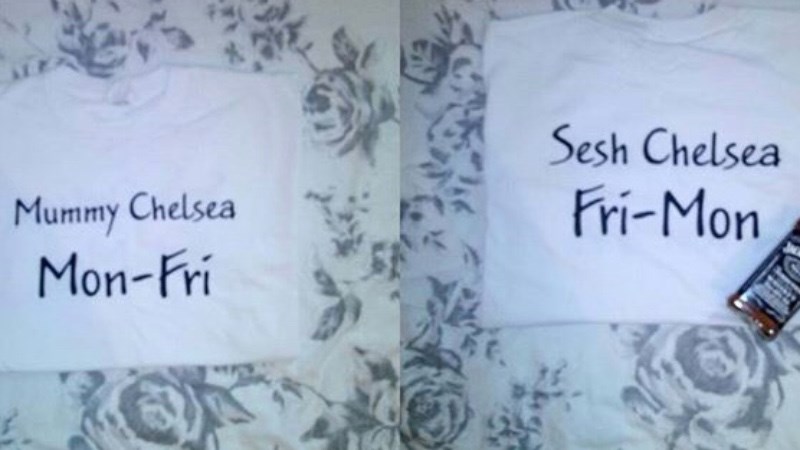 Mummy Chelsea
Mon-Fri
Sesh Chelsea
Fri-Mon